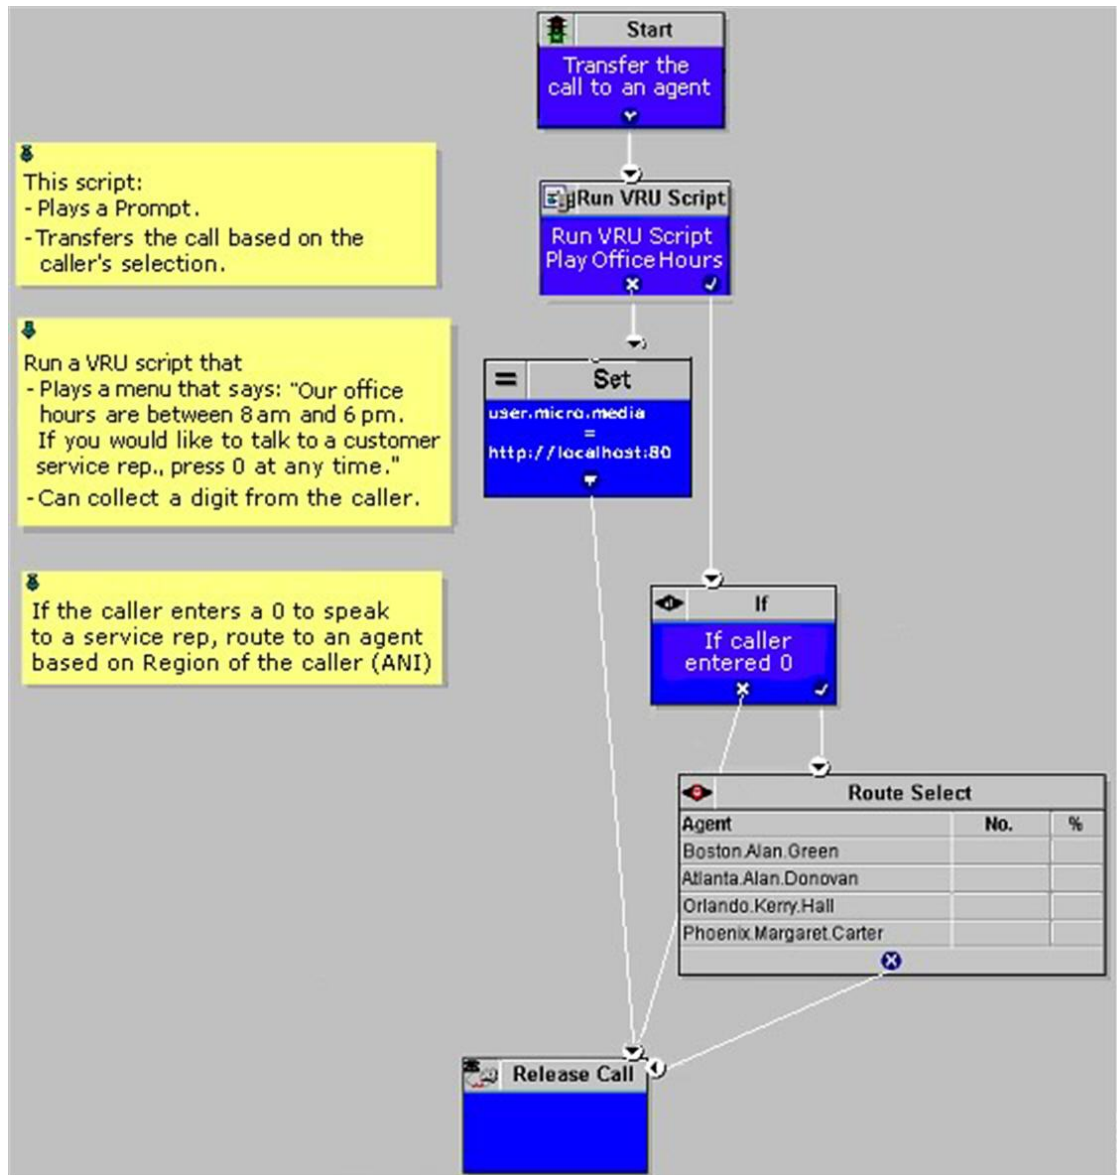 Start
Transfer the
call to an agent
This script:
- Plays a Prompt.
- Transfers the call based on the
caller's selection.
Run VRU Script
Run VRU Script
Play Office Hours
Run a VRU script that
- Plays a menu that says: "Our office
hours are between 8 am and 6 pm.
If you would like to talk to a customer
service rep., press 0 at any time."
- Can collect a digit from the caller.
= Set
user.micro.media
=
http://localhost:80
If the caller enters a 0 to speak
to a service rep, route to an agent
based on Region of the caller (ANI)
If
If caller
entered 0
Route Select
Agent No. %
Boston.Alan.Green
Atlanta.Alan.Donovan
Orlando.Kerry.Hall
Phoenix.Margaret.Carter
Release Call